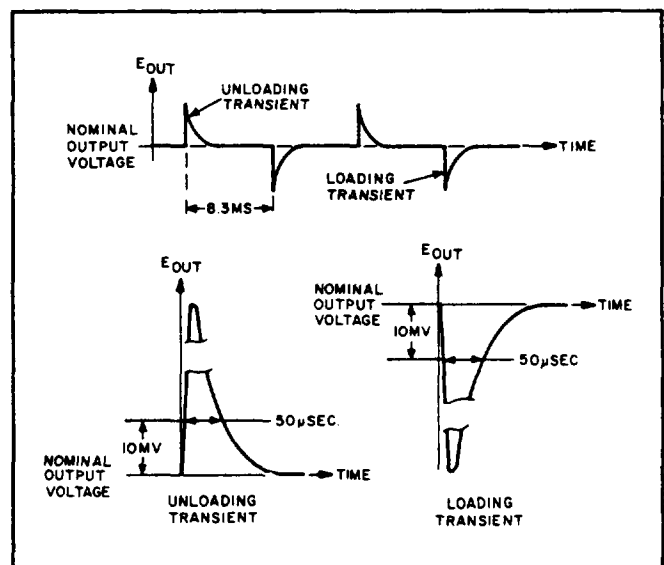 EOUT
UNLOADING
TRANSIENT
NOMINAL
OUTPUT
VOLTAGE
TIME
LOADING
TRANSIENT
8.3MS
EOUT
10MV
50μSEC.
NOMINAL
OUTPUT
VOLTAGE
TIME
UNLOADING
TRANSIENT
EOUT
NOMINAL
OUTPUT
VOLTAGE
TIME
10MV
50μSEC
LOADING
TRANSIENT